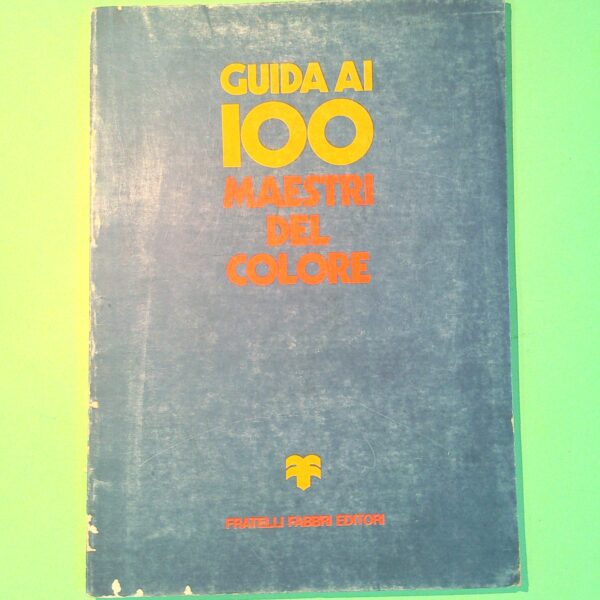 GUIDA AI
100
MAESTRI
DEL
COLORE
FRATELLI FABBRI EDITORI